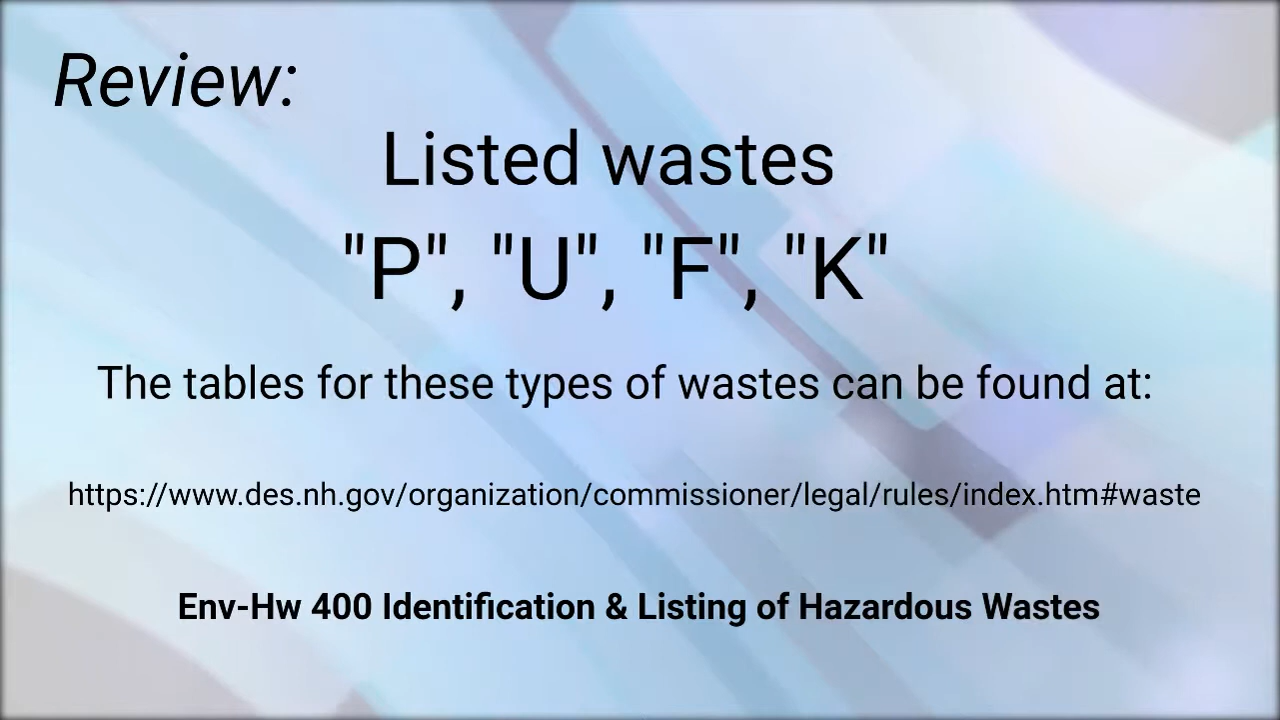 Review:
Listed wastes
"P", "U", "F", "K"
The tables for these types of wastes can be found at:
https://www.des.nh.gov/organization/commissioner/legal/rules/index.htm#waste
Env-Hw 400 Identification & Listing of Hazardous Wastes